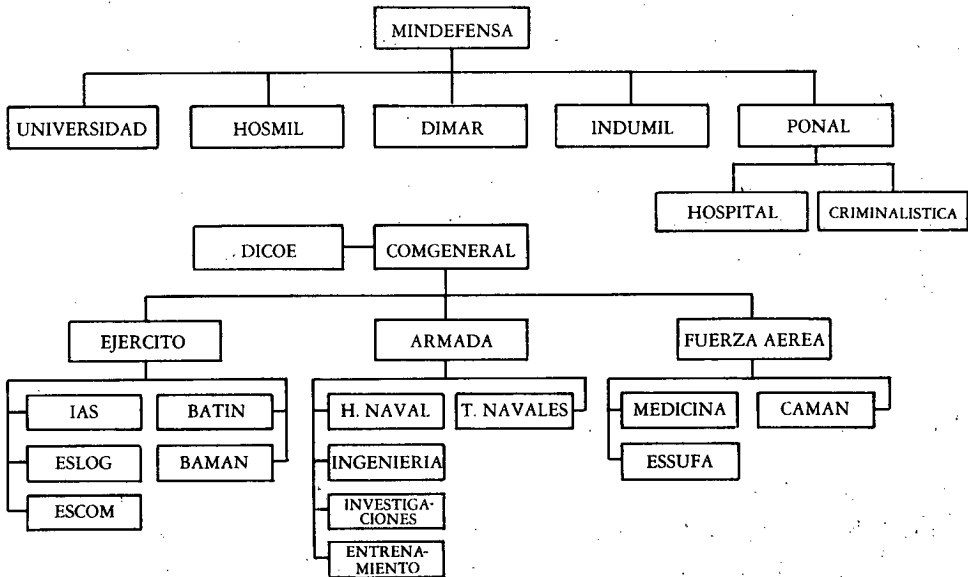 MINDEFENSA
UNIVERSIDAD
HOSMIL
DIMAR
INDUMIL
PONAL
HOSPITAL
CRIMINALISTICA
DICOE
COMGENERAL
EJERCITO
ARMADA
FUERZA AEREA
IAS
BATIN
H. NAVAL
T. NAVALES
MEDICINA
CAMAN
ESLOG
BAMAN
INGENIERIA
ESSUFA
ESCOM
INVESTIGA-
CIONES
ENTRENA-
MIENTO